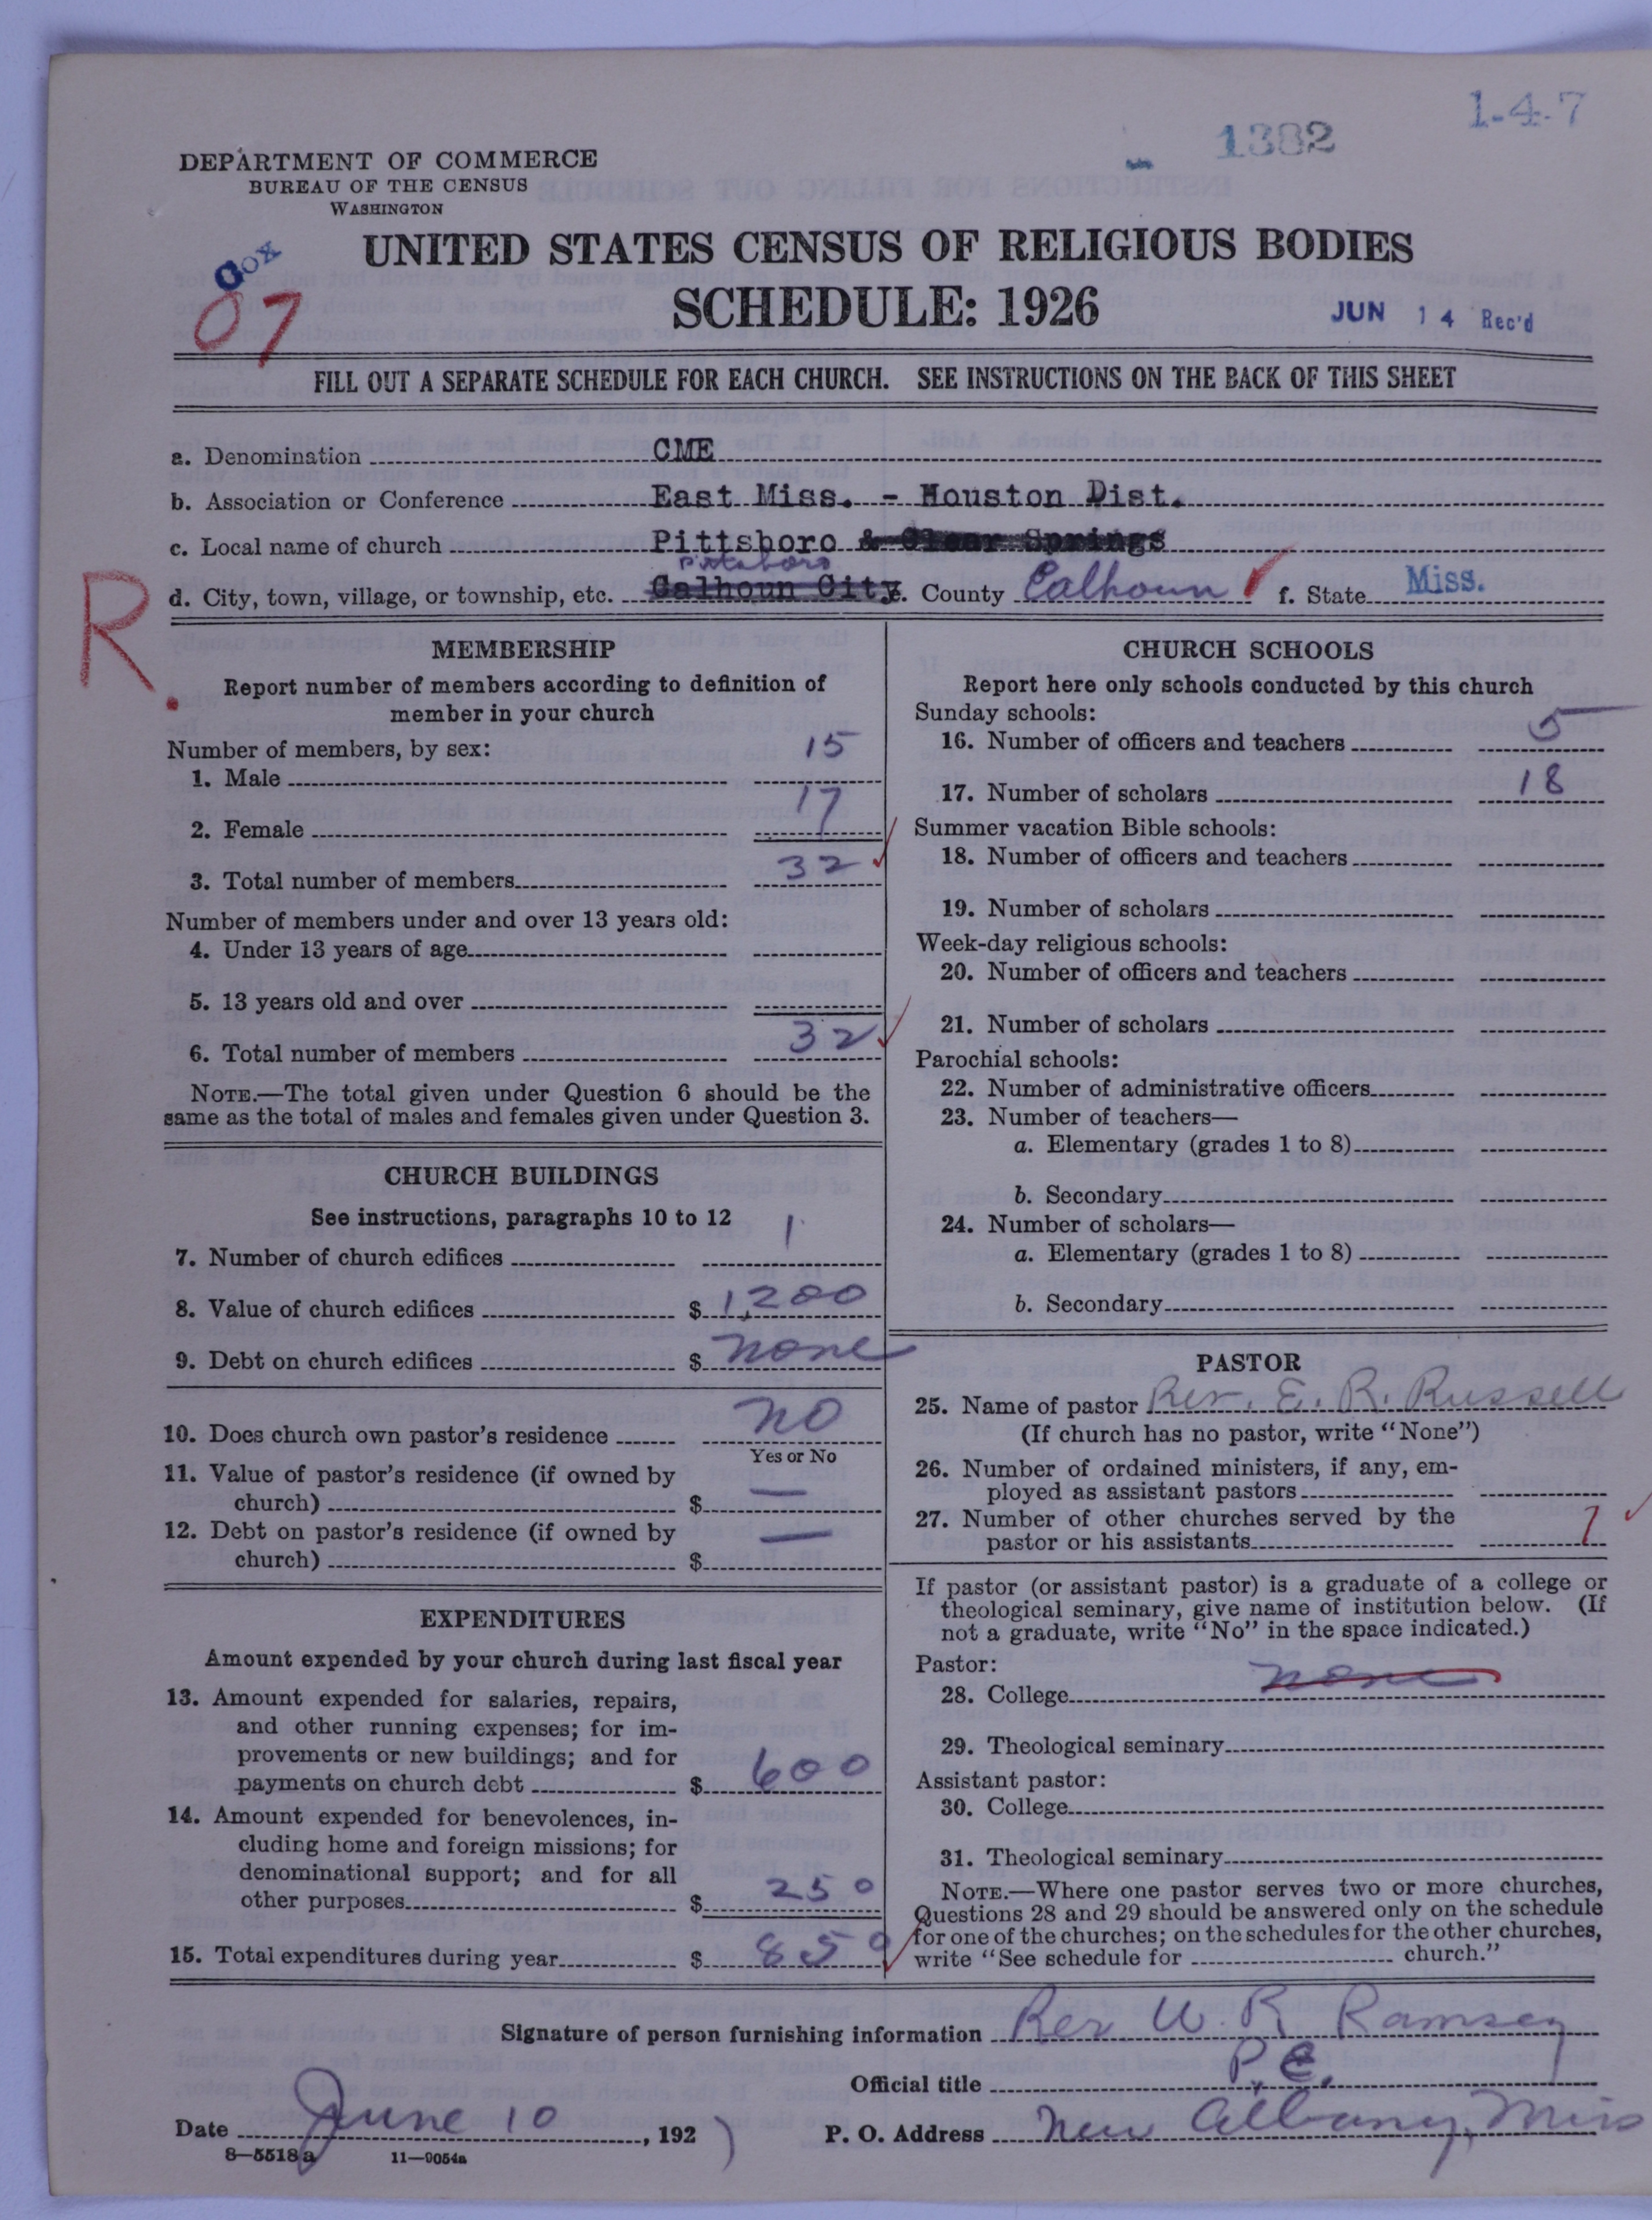 1-4-7
1382
DEPARTMENT OF COMMERCE
BUREAU OF THE CENSUS
WASHINGTON
Cox
07
UNITED STATES CENSUS OF RELIGIOUS BODIES
SCHEDULE: 1926
JUN 14 Rec'd
FILL OUT A SEPARATE SCHEDULE FOR EACH CHURCH. SEE INSTRUCTIONS ON THE BACK OF THIS SHEET
a. Denomination CME
b. Association or Conference East Miss. - Houston Dist.
c. Local name of church Pittsboro & Clear Springs
Pittsboro
d. City, town, village, or township, etc. Calhoun City e. County Calhoun f. State Miss.
R.
MEMBERSHIP
Report number of members according to definition of
member in your church
Number of members, by sex:
1. Male 15
2. Female 17
3. Total number of members 32
Number of members under and over 13 years old:
4. Under 13 years of age
5. 13 years old and over
6. Total number of members 32
NOTE.—The total given under Question 6 should be the
same as the total of males and females given under Question 3.
CHURCH BUILDINGS
See instructions, paragraphs 10 to 12
7. Number of church edifices 1
8. Value of church edifices $ 1,200
9. Debt on church edifices $ none
10. Does church own pastor's residence no
Yes or No
11. Value of pastor's residence (if owned by
church) $ —
12. Debt on pastor's residence (if owned by
church) $ —
EXPENDITURES
Amount expended by your church during last fiscal year
13. Amount expended for salaries, repairs,
and other running expenses; for im-
provements or new buildings; and for
payments on church debt $ 600
14. Amount expended for benevolences, in-
cluding home and foreign missions; for
denominational support; and for all
other purposes $ 250
15. Total expenditures during year $ 850
CHURCH SCHOOLS
Report here only schools conducted by this church
Sunday schools:
16. Number of officers and teachers 5
17. Number of scholars 18
Summer vacation Bible schools:
18. Number of officers and teachers
19. Number of scholars
Week-day religious schools:
20. Number of officers and teachers
21. Number of scholars
Parochial schools:
22. Number of administrative officers
23. Number of teachers—
a. Elementary (grades 1 to 8)
b. Secondary
24. Number of scholars—
a. Elementary (grades 1 to 8)
b. Secondary
PASTOR
25. Name of pastor Rev. E. R. Russell
(If church has no pastor, write "None")
26. Number of ordained ministers, if any, em-
ployed as assistant pastors
27. Number of other churches served by the
pastor or his assistants 1
If pastor (or assistant pastor) is a graduate of a college or
theological seminary, give name of institution below. (If
not a graduate, write "No" in the space indicated.)
Pastor:
28. College none
29. Theological seminary
Assistant pastor:
30. College
31. Theological seminary
NOTE.—Where one pastor serves two or more churches,
Questions 28 and 29 should be answered only on the schedule
for one of the churches; on the schedules for the other churches,
write "See schedule for church."
Signature of person furnishing information Rev W. R Ramsey
Official title P. E.
Date June 10, 192 )
P. O. Address New Albany, Miss
8—5518a 11—9054a